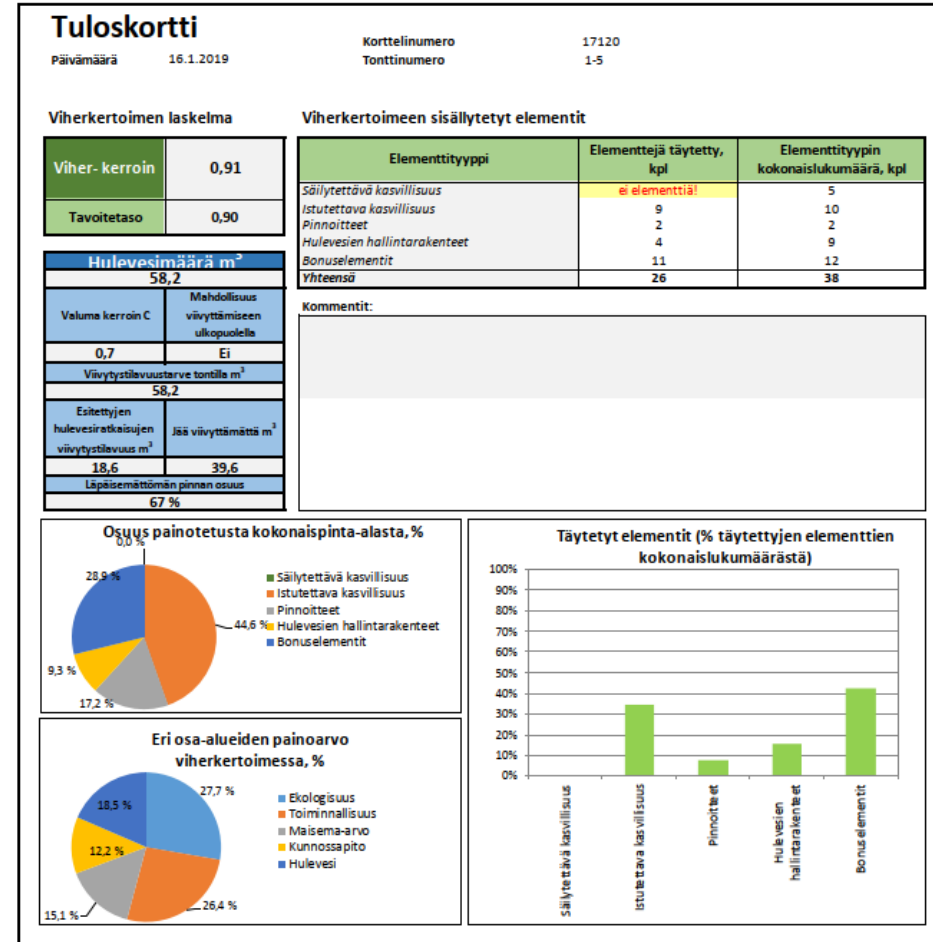 Tuloskortti
Päivämäärä 16.1.2019
Korttelinumero 17120
Tonttinumero 1-5
Viherkertoimen laskelma
Viher- kerroin 0,91
Tavoitetaso 0,90
Hulevesimäärä m³
58,2
Valuma kerroin C
Mahdollisuus
viivyttämiseen
ulkopuolella
0,7 Ei
Viivytystilavuustarve tontilla m³
58,2
Esitettyjen
hulevesiratkaisujen
viivytystilavuus m³
Jää viivyttämättä m³
18,6 39,6
Läpäisemättömän pinnan osuus
67 %
Viherkertoimeen sisällytetyt elementit
Elementtityyppi
Elementtejä täytetty,
kpl
Elementtityypin
kokonaislukumäärä, kpl
Säilytettävä kasvillisuus ei elementtiä! 5
Istutettava kasvillisuus 9 10
Pinnoitteet 2 2
Hulevesien hallintarakenteet 4 9
Bonuselementit 11 12
Yhteensä 26 38
Kommentit:
Osuus painotetusta kokonaispinta-alasta, %
0,0 %
28,9 %
44,6 %
9,3 %
17,2 %
Säilytettävä kasvillisuus
Istutettava kasvillisuus
Pinnoitteet
Hulevesien hallintarakenteet
Bonuselementit
Eri osa-alueiden painoarvo
viherkertoimessa, %
27,7 %
18,5 %
12,2 %
15,1 %
26,4 %
Ekologisuus
Toiminnallisuus
Maisema-arvo
Kunnossapito
Hulevesi
Täytetyt elementit (% täytettyjen elementtien
kokonaislukumäärästä)
100%
90%
80%
70%
60%
50%
40%
30%
20%
10%
0%
Säilytettävä kasvillisuus
Istutettava kasvillisuus
Pinnoitteet
Hulevesien
hallintarakenteet
Bonuselementit